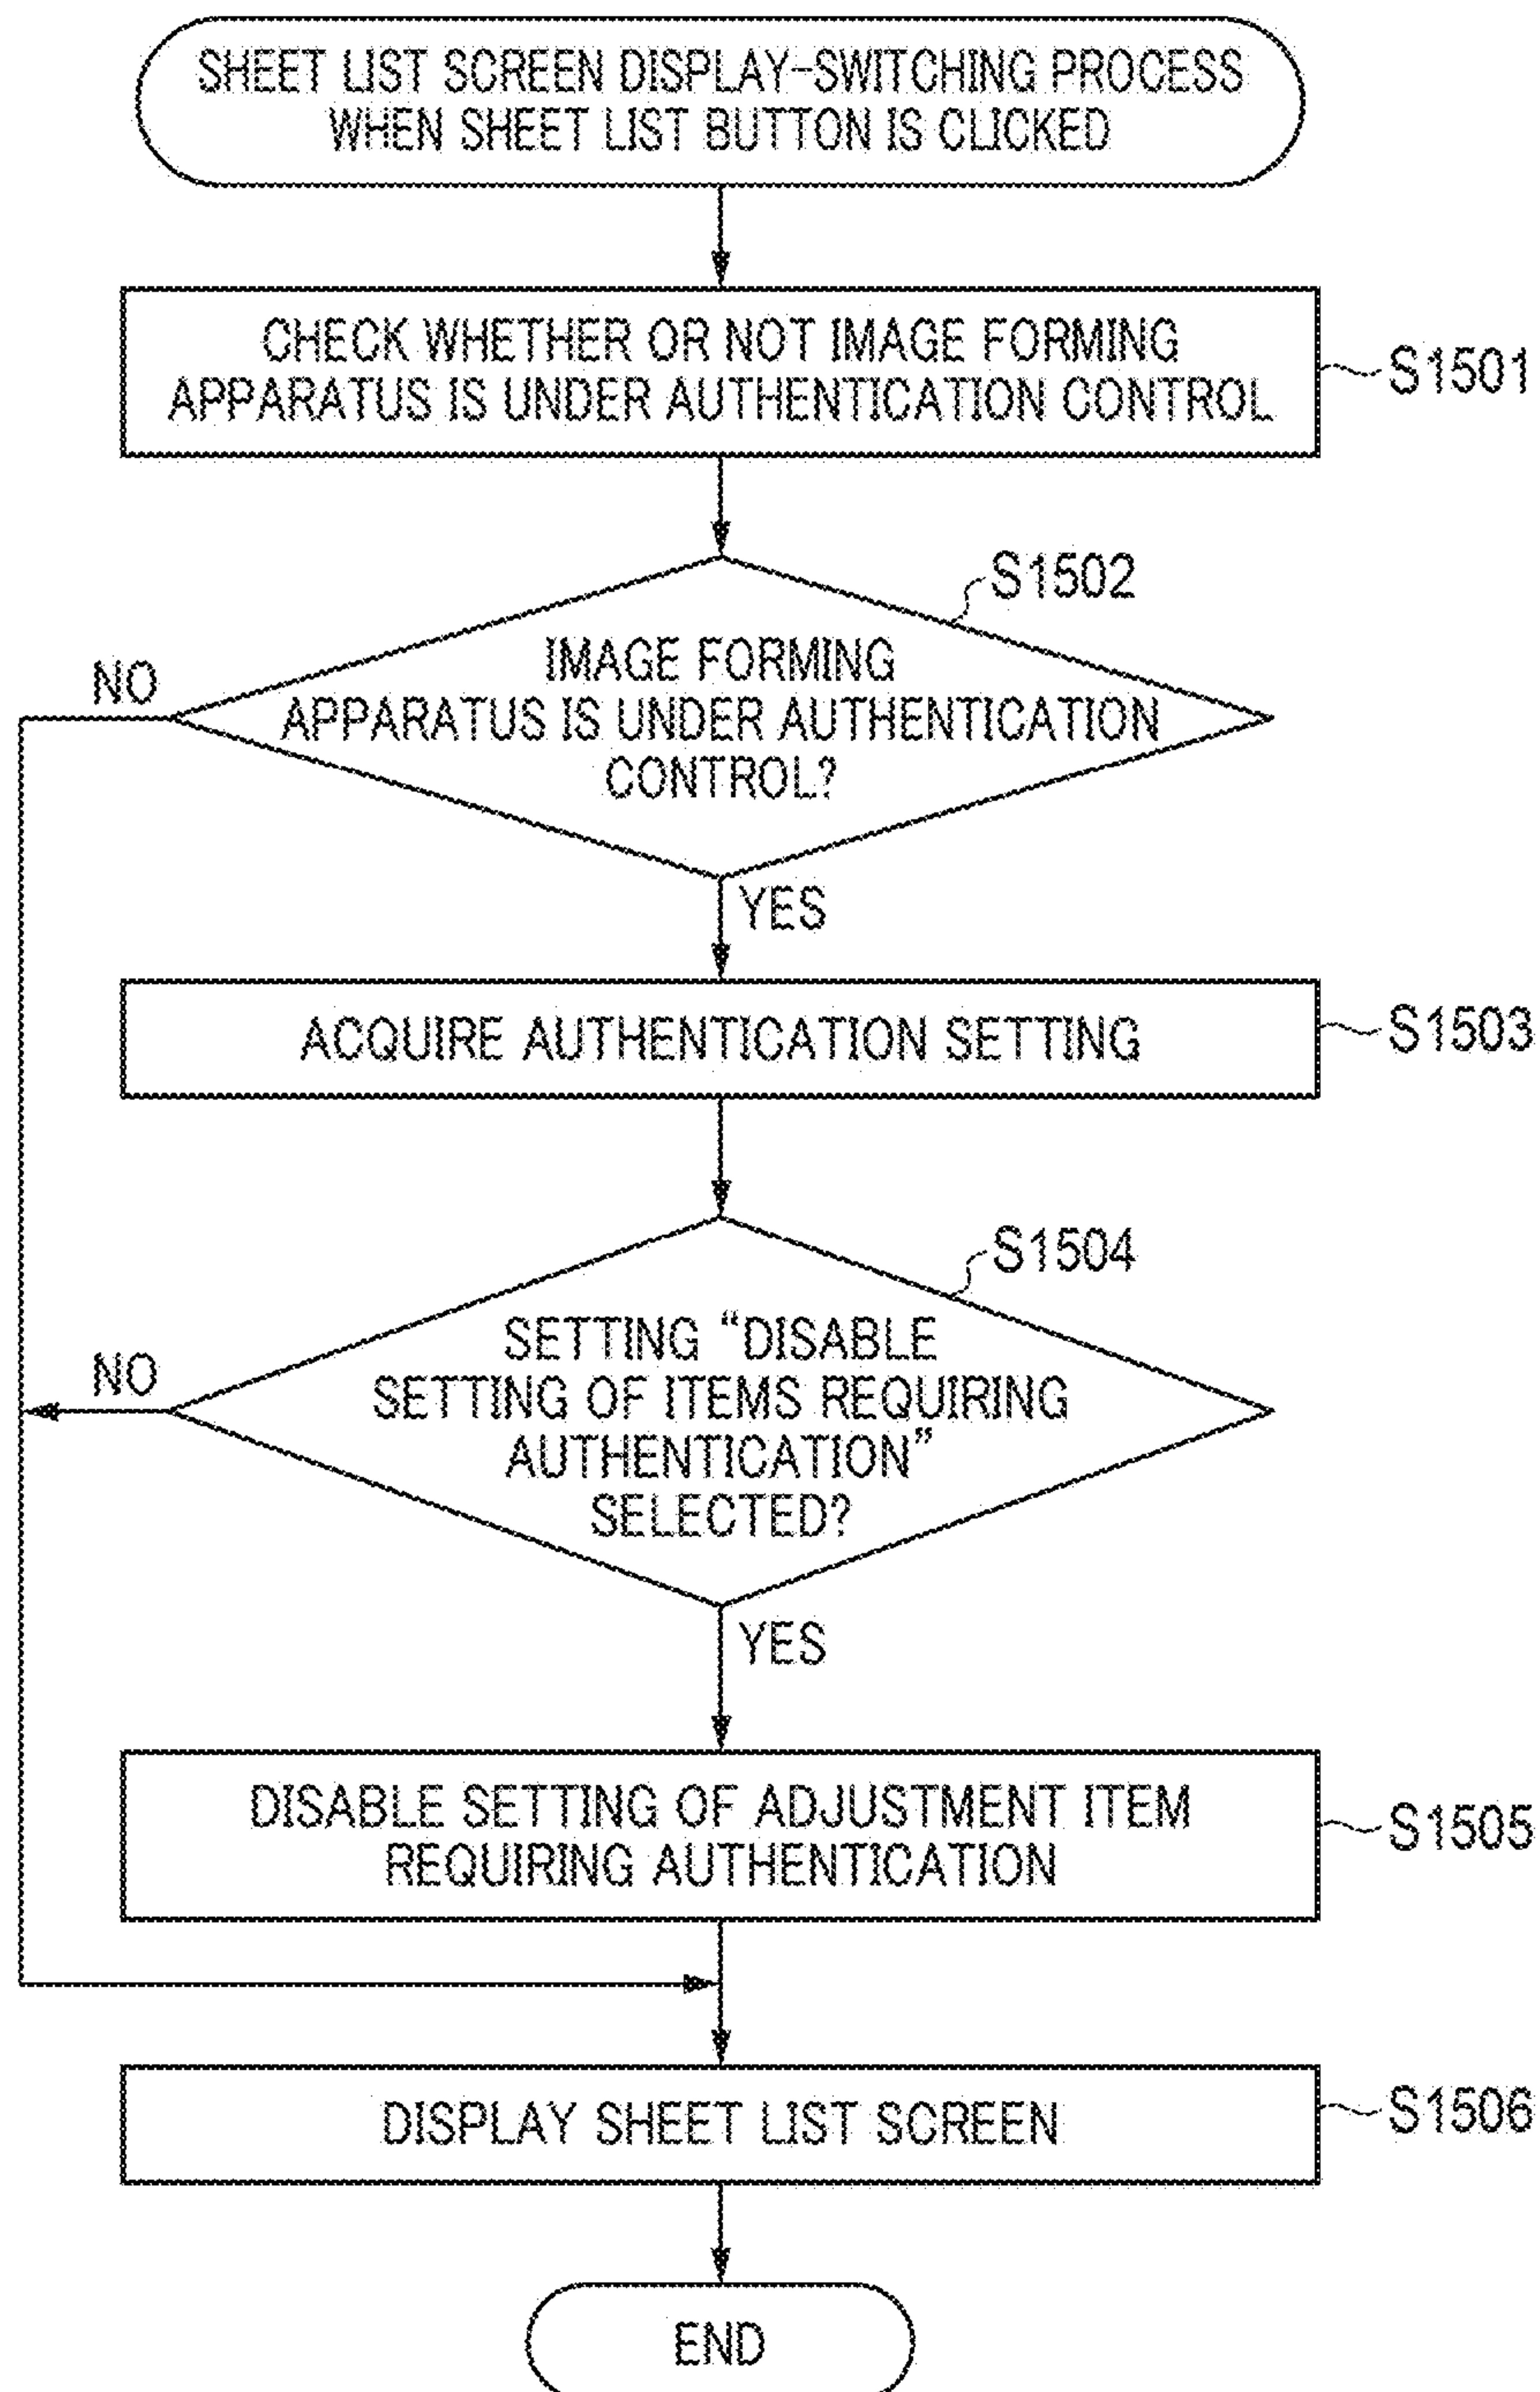 SHEET LIST SCREEN DISPLAY-SWITCHING PROCESS
WHEN SHEET LIST BUTTON IS CLICKED
CHECK WHETHER OR NOT IMAGE FORMING
APPARATUS IS UNDER AUTHENTICATION CONTROL
S1501
S1502
IMAGE FORMING
APPARATUS IS UNDER AUTHENTICATION
CONTROL?
NO
YES
ACQUIRE AUTHENTICATION SETTING
S1503
S1504
SETTING “DISABLE
SETTING OF ITEMS REQUIRING
AUTHENTICATION”
SELECTED?
NO
YES
DISABLE SETTING OF ADJUSTMENT ITEM
REQUIRING AUTHENTICATION
S1505
DISPLAY SHEET LIST SCREEN
S1506
END